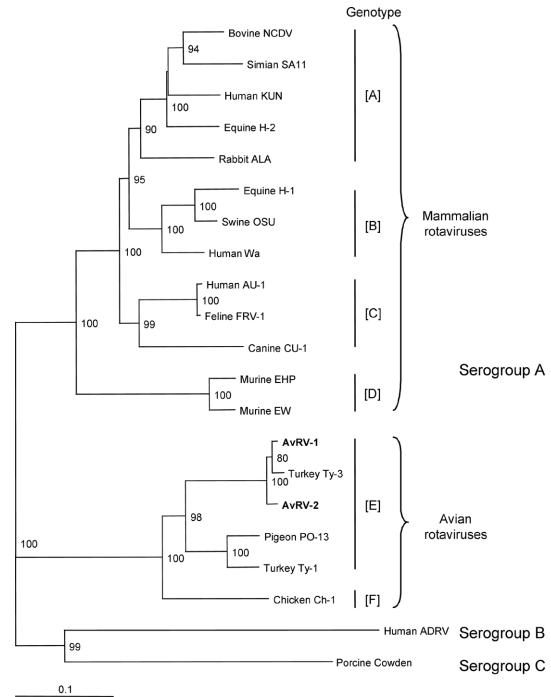 Genotype
Bovine NCDV
94
Simian SA11
Human KUN
[A]
100
Equine H-2
90
Rabbit ALA
95
Equine H-1
100
Swine OSU
[B]
Mammalian
rotaviruses
100
Human Wa
100
Human AU-1
100
Feline FRV-1
[C]
100
99
Canine CU-1
Serogroup A
Murine EHP
100
[D]
Murine EW
AvRV-1
80
Turkey Ty-3
100
AvRV-2
[E]
98
Avian
rotaviruses
Pigeon PO-13
100
100
100
Turkey Ty-1
Chicken Ch-1
[F]
Human ADRV
Serogroup B
99
Porcine Cowden
Serogroup C
0.1